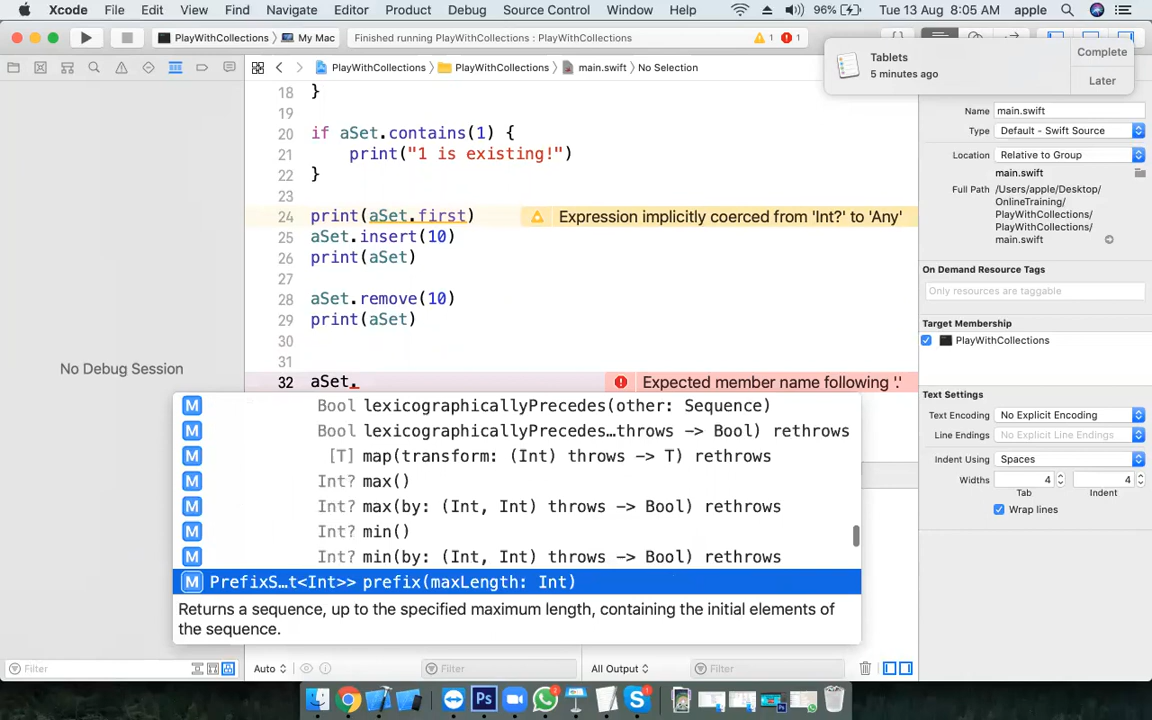 Xcode File Edit View Find Navigate Editor Product Debug Source Control Window Help 96% Tue 13 Aug 8:05 AM apple
PlayWithCollections My Mac Finished running PlayWithCollections : PlayWithCollections 1 1
Tablets
5 minutes ago
Complete
Later
PlayWithCollections PlayWithCollections main.swift No Selection
18 }
19
20 if aSet.contains(1) {
21 print("1 is existing!")
22 }
23
24 print(aSet.first) Expression implicitly coerced from 'Int?' to 'Any'
25 aSet.insert(10)
26 print(aSet)
27
28 aSet.remove(10)
29 print(aSet)
30
31
32 aSet. Expected member name following '.'
No Debug Session
M Bool lexicographicallyPrecedes(other: Sequence)
M Bool lexicographicallyPrecedes…throws -> Bool) rethrows
M [T] map(transform: (Int) throws -> T) rethrows
M Int? max()
M Int? max(by: (Int, Int) throws -> Bool) rethrows
M Int? min()
M Int? min(by: (Int, Int) throws -> Bool) rethrows
M PrefixS…t<Int>> prefix(maxLength: Int)
Returns a sequence, up to the specified maximum length, containing the initial elements of
the sequence.
Name main.swift
Type Default - Swift Source
Location Relative to Group
main.swift
Full Path /Users/apple/Desktop/
OnlineTraining/
PlayWithCollections/
PlayWithCollections/
main.swift
On Demand Resource Tags
Only resources are taggable
Target Membership
PlayWithCollections
Text Settings
Text Encoding No Explicit Encoding
Line Endings No Explicit Line Endings
Indent Using Spaces
Widths 4 4
Tab Indent
Wrap lines
Filter Auto Filter All Output Filter
Ps 2 S 1